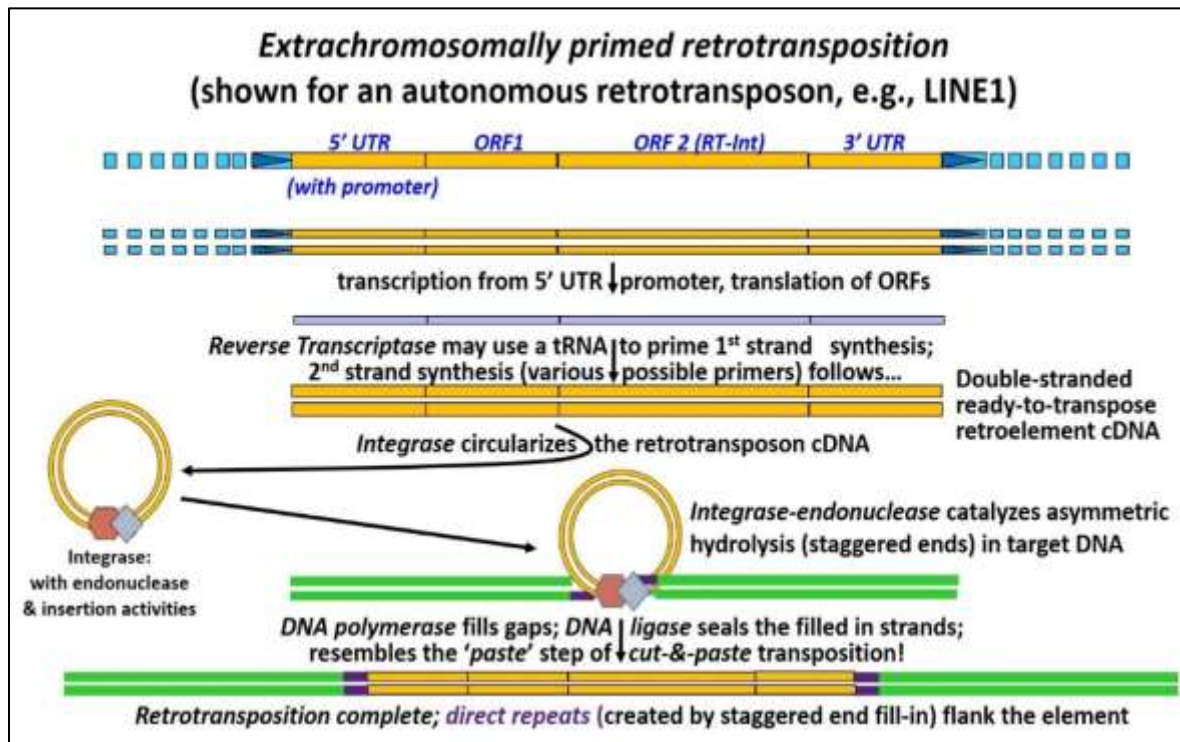 Extrachromosomally primed retrotransposition
(shown for an autonomous retrotransposon, e.g., LINE1)
5' UTR ORF1 ORF 2 (RT-Int) 3' UTR
(with promoter)
transcription from 5' UTR promoter, translation of ORFs
Reverse Transcriptase may use a tRNA to prime 1st strand synthesis;
2nd strand synthesis (various possible primers) follows...
Double-stranded
ready-to-transpose
retroelement cDNA
Integrase circularizes the retrotransposon cDNA
Integrase:
with endonuclease
& insertion activities
Integrase-endonuclease catalyzes asymmetric
hydrolysis (staggered ends) in target DNA
DNA polymerase fills gaps; DNA ligase seals the filled in strands;
resembles the 'paste' step of cut-&-paste transposition!
Retrotransposition complete; direct repeats (created by staggered end fill-in) flank the element